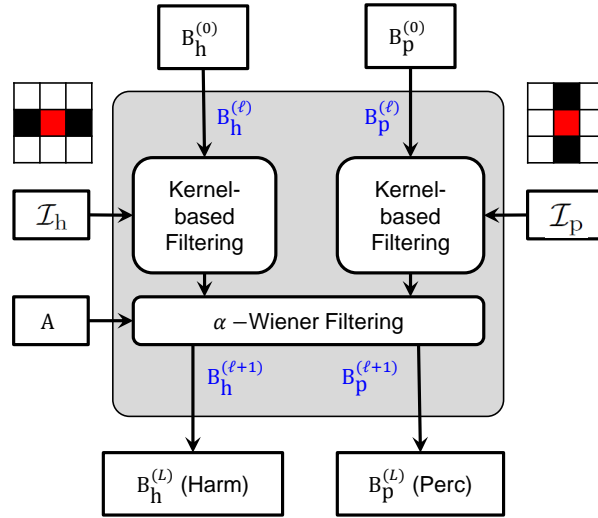 B_h^(0) B_p^(0)
B_h^(ℓ) B_p^(ℓ)
Kernel- Kernel-
based based
Filtering Filtering
ℐ_h ℐ_p
A
α −Wiener Filtering
B_h^(ℓ+1) B_p^(ℓ+1)
B_h^(L) (Harm) B_p^(L) (Perc)